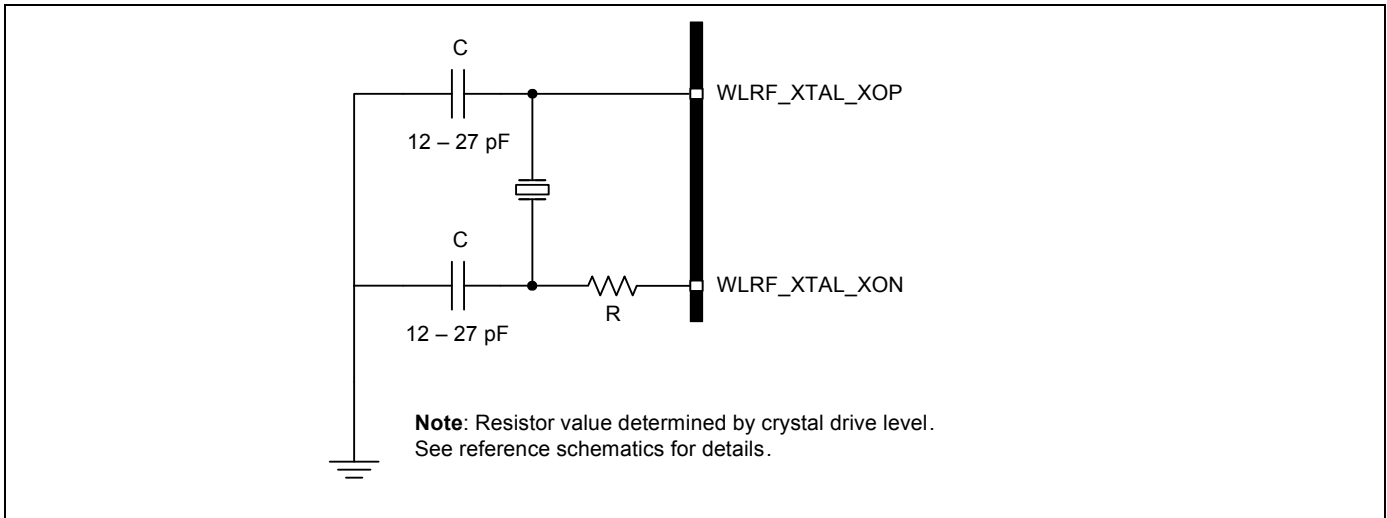 C
WLRF_XTAL_XOP
12 – 27 pF
C
WLRF_XTAL_XON
R
12 – 27 pF
Note: Resistor value determined by crystal drive level.
See reference schematics for details.